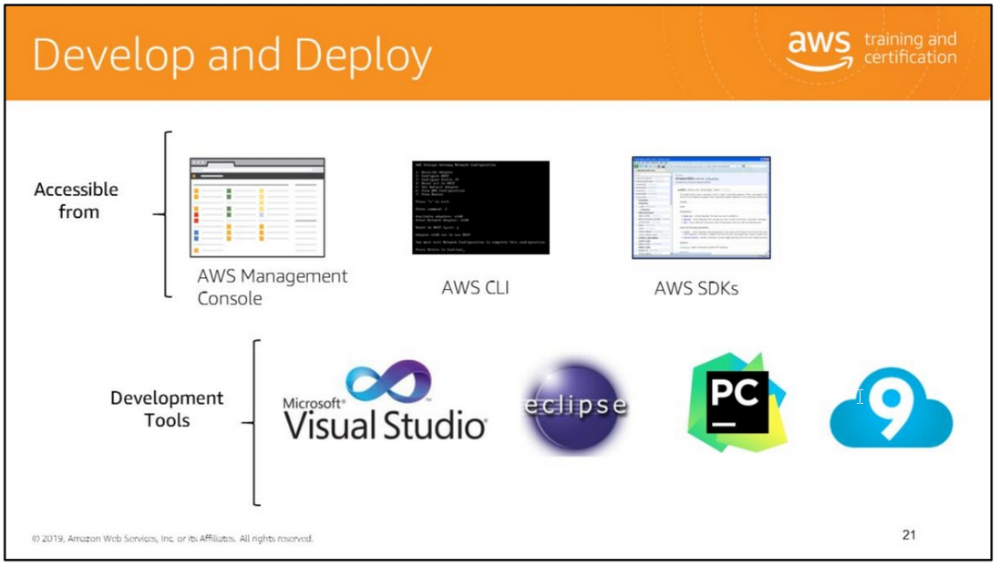 Develop and Deploy
aws training and
certification
Accessible
from
AWS Management
Console
AWS CLI
AWS SDKs
Development
Tools
Microsoft®
Visual Studio®
eclipse
PC
9
© 2019, Amazon Web Services, Inc. or its Affiliates. All rights reserved.
21